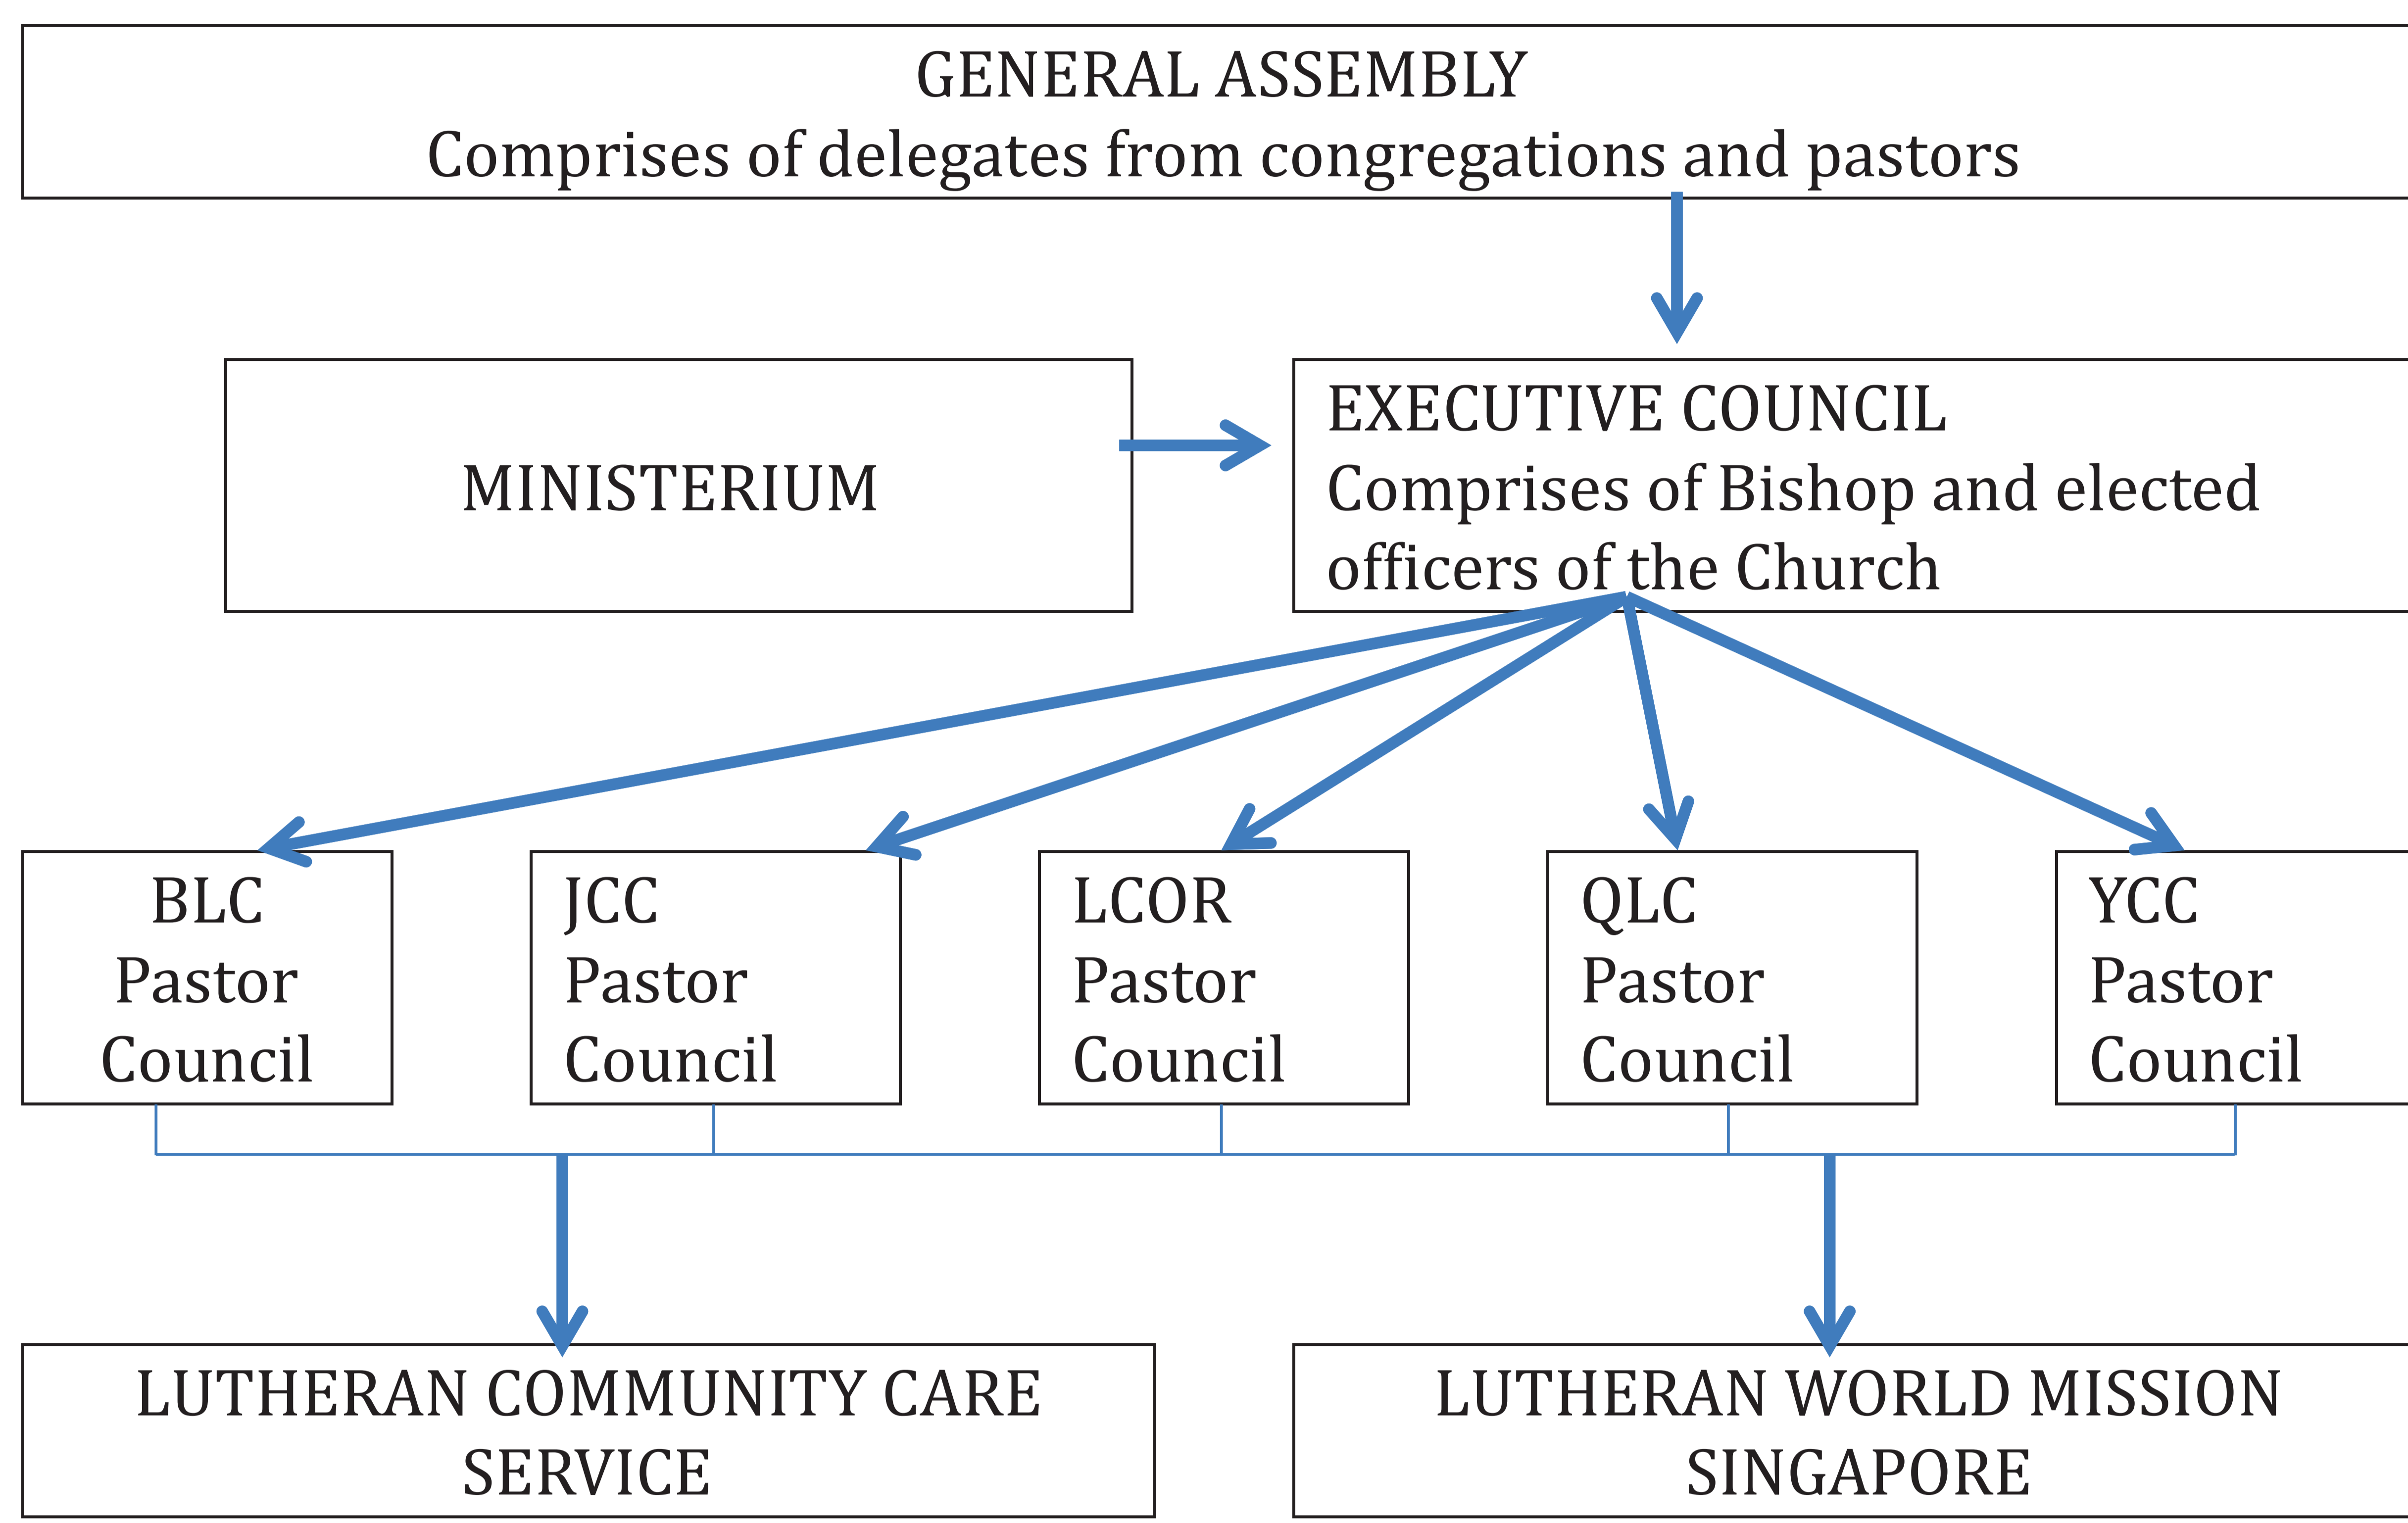 GENERAL ASSEMBLY
Comprises of delegates from congregations and pastors
MINISTERIUM
EXECUTIVE COUNCIL
Comprises of Bishop and elected
officers of the Church
BLC
Pastor
Council
JCC
Pastor
Council
LCOR
Pastor
Council
QLC
Pastor
Council
YCC
Pastor
Council
LUTHERAN COMMUNITY CARE
SERVICE
LUTHERAN WORLD MISSION
SINGAPORE